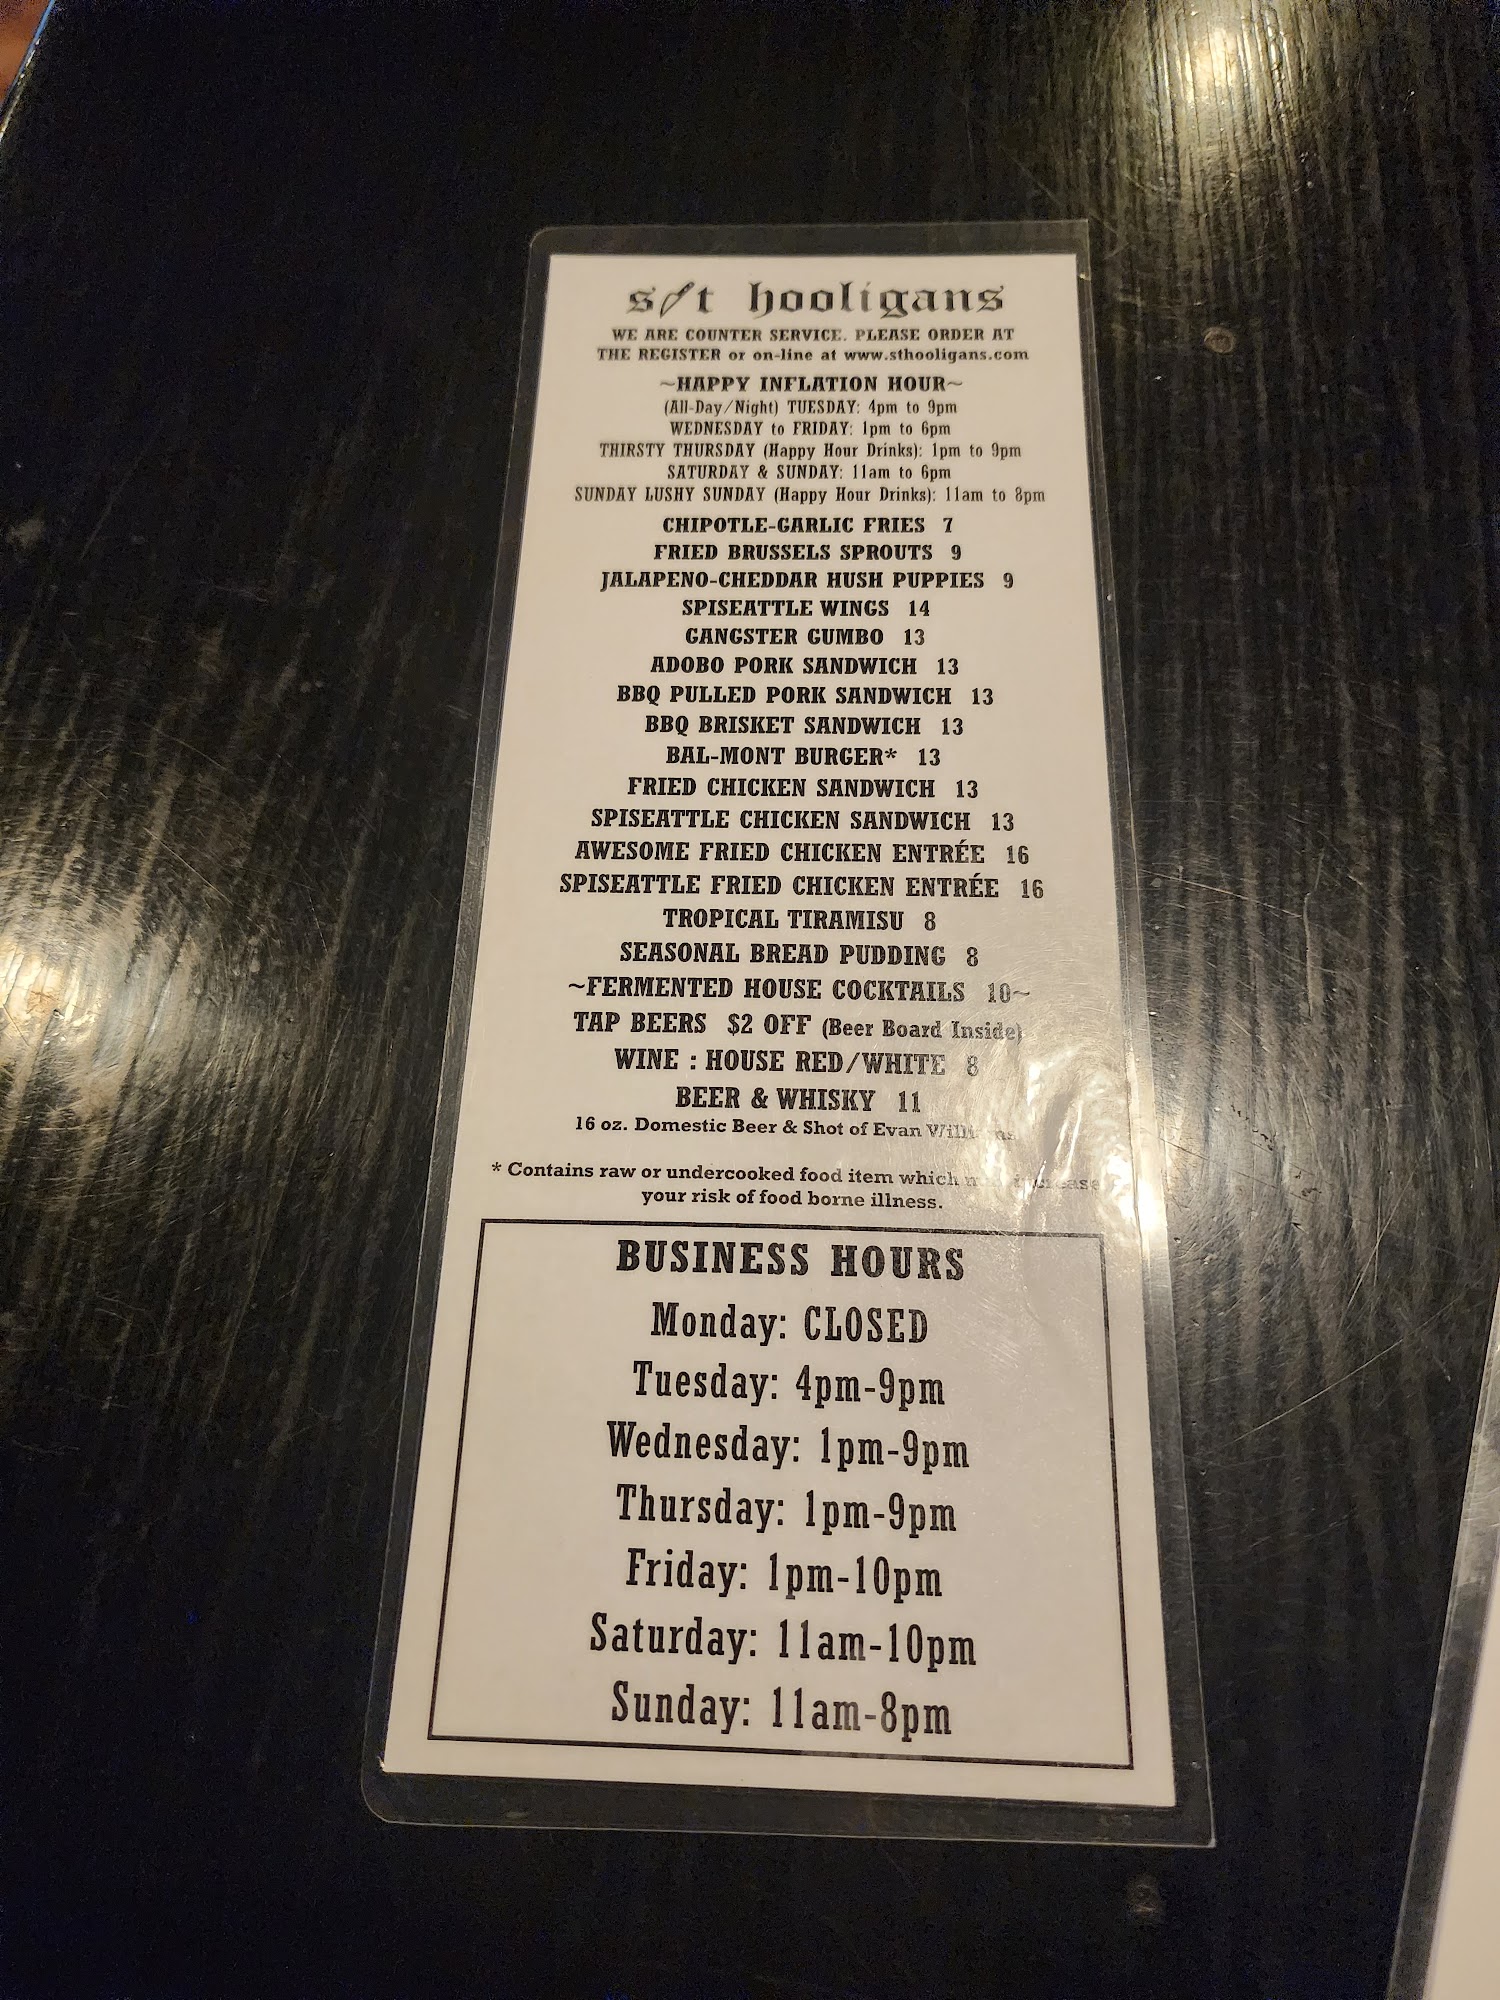 s t hooligans
WE ARE COUNTER SERVICE. PLEASE ORDER AT
THE REGISTER or on-line at www.sthooligans.com
~HAPPY INFLATION HOUR~
(All-Day/Night) TUESDAY: 4pm to 9pm
WEDNESDAY to FRIDAY: 1pm to 6pm
THIRSTY THURSDAY (Happy Hour Drinks): 1pm to 9pm
SATURDAY & SUNDAY: 11am to 6pm
SUNDAY LUSHY SUNDAY (Happy Hour Drinks): 11am to 8pm
CHIPOTLE-GARLIC FRIES 7
FRIED BRUSSELS SPROUTS 9
JALAPENO-CHEDDAR HUSH PUPPIES 9
SPISEATTLE WINGS 14
GANGSTER GUMBO 13
ADOBO PORK SANDWICH 13
BBQ PULLED PORK SANDWICH 13
BBQ BRISKET SANDWICH 13
BAL-MONT BURGER* 13
FRIED CHICKEN SANDWICH 13
SPISEATTLE CHICKEN SANDWICH 13
AWESOME FRIED CHICKEN ENTRÉE 16
SPISEATTLE FRIED CHICKEN ENTRÉE 16
TROPICAL TIRAMISU 8
SEASONAL BREAD PUDDING 8
~FERMENTED HOUSE COCKTAILS 10~
TAP BEERS $2 OFF (Beer Board Inside)
WINE : HOUSE RED/WHITE 8
BEER & WHISKY 11
16 oz. Domestic Beer & Shot of Evan Williams
* Contains raw or undercooked food item which increase
your risk of food borne illness.
BUSINESS HOURS
Monday: CLOSED
Tuesday: 4pm-9pm
Wednesday: 1pm-9pm
Thursday: 1pm-9pm
Friday: 1pm-10pm
Saturday: 11am-10pm
Sunday: 11am-8pm